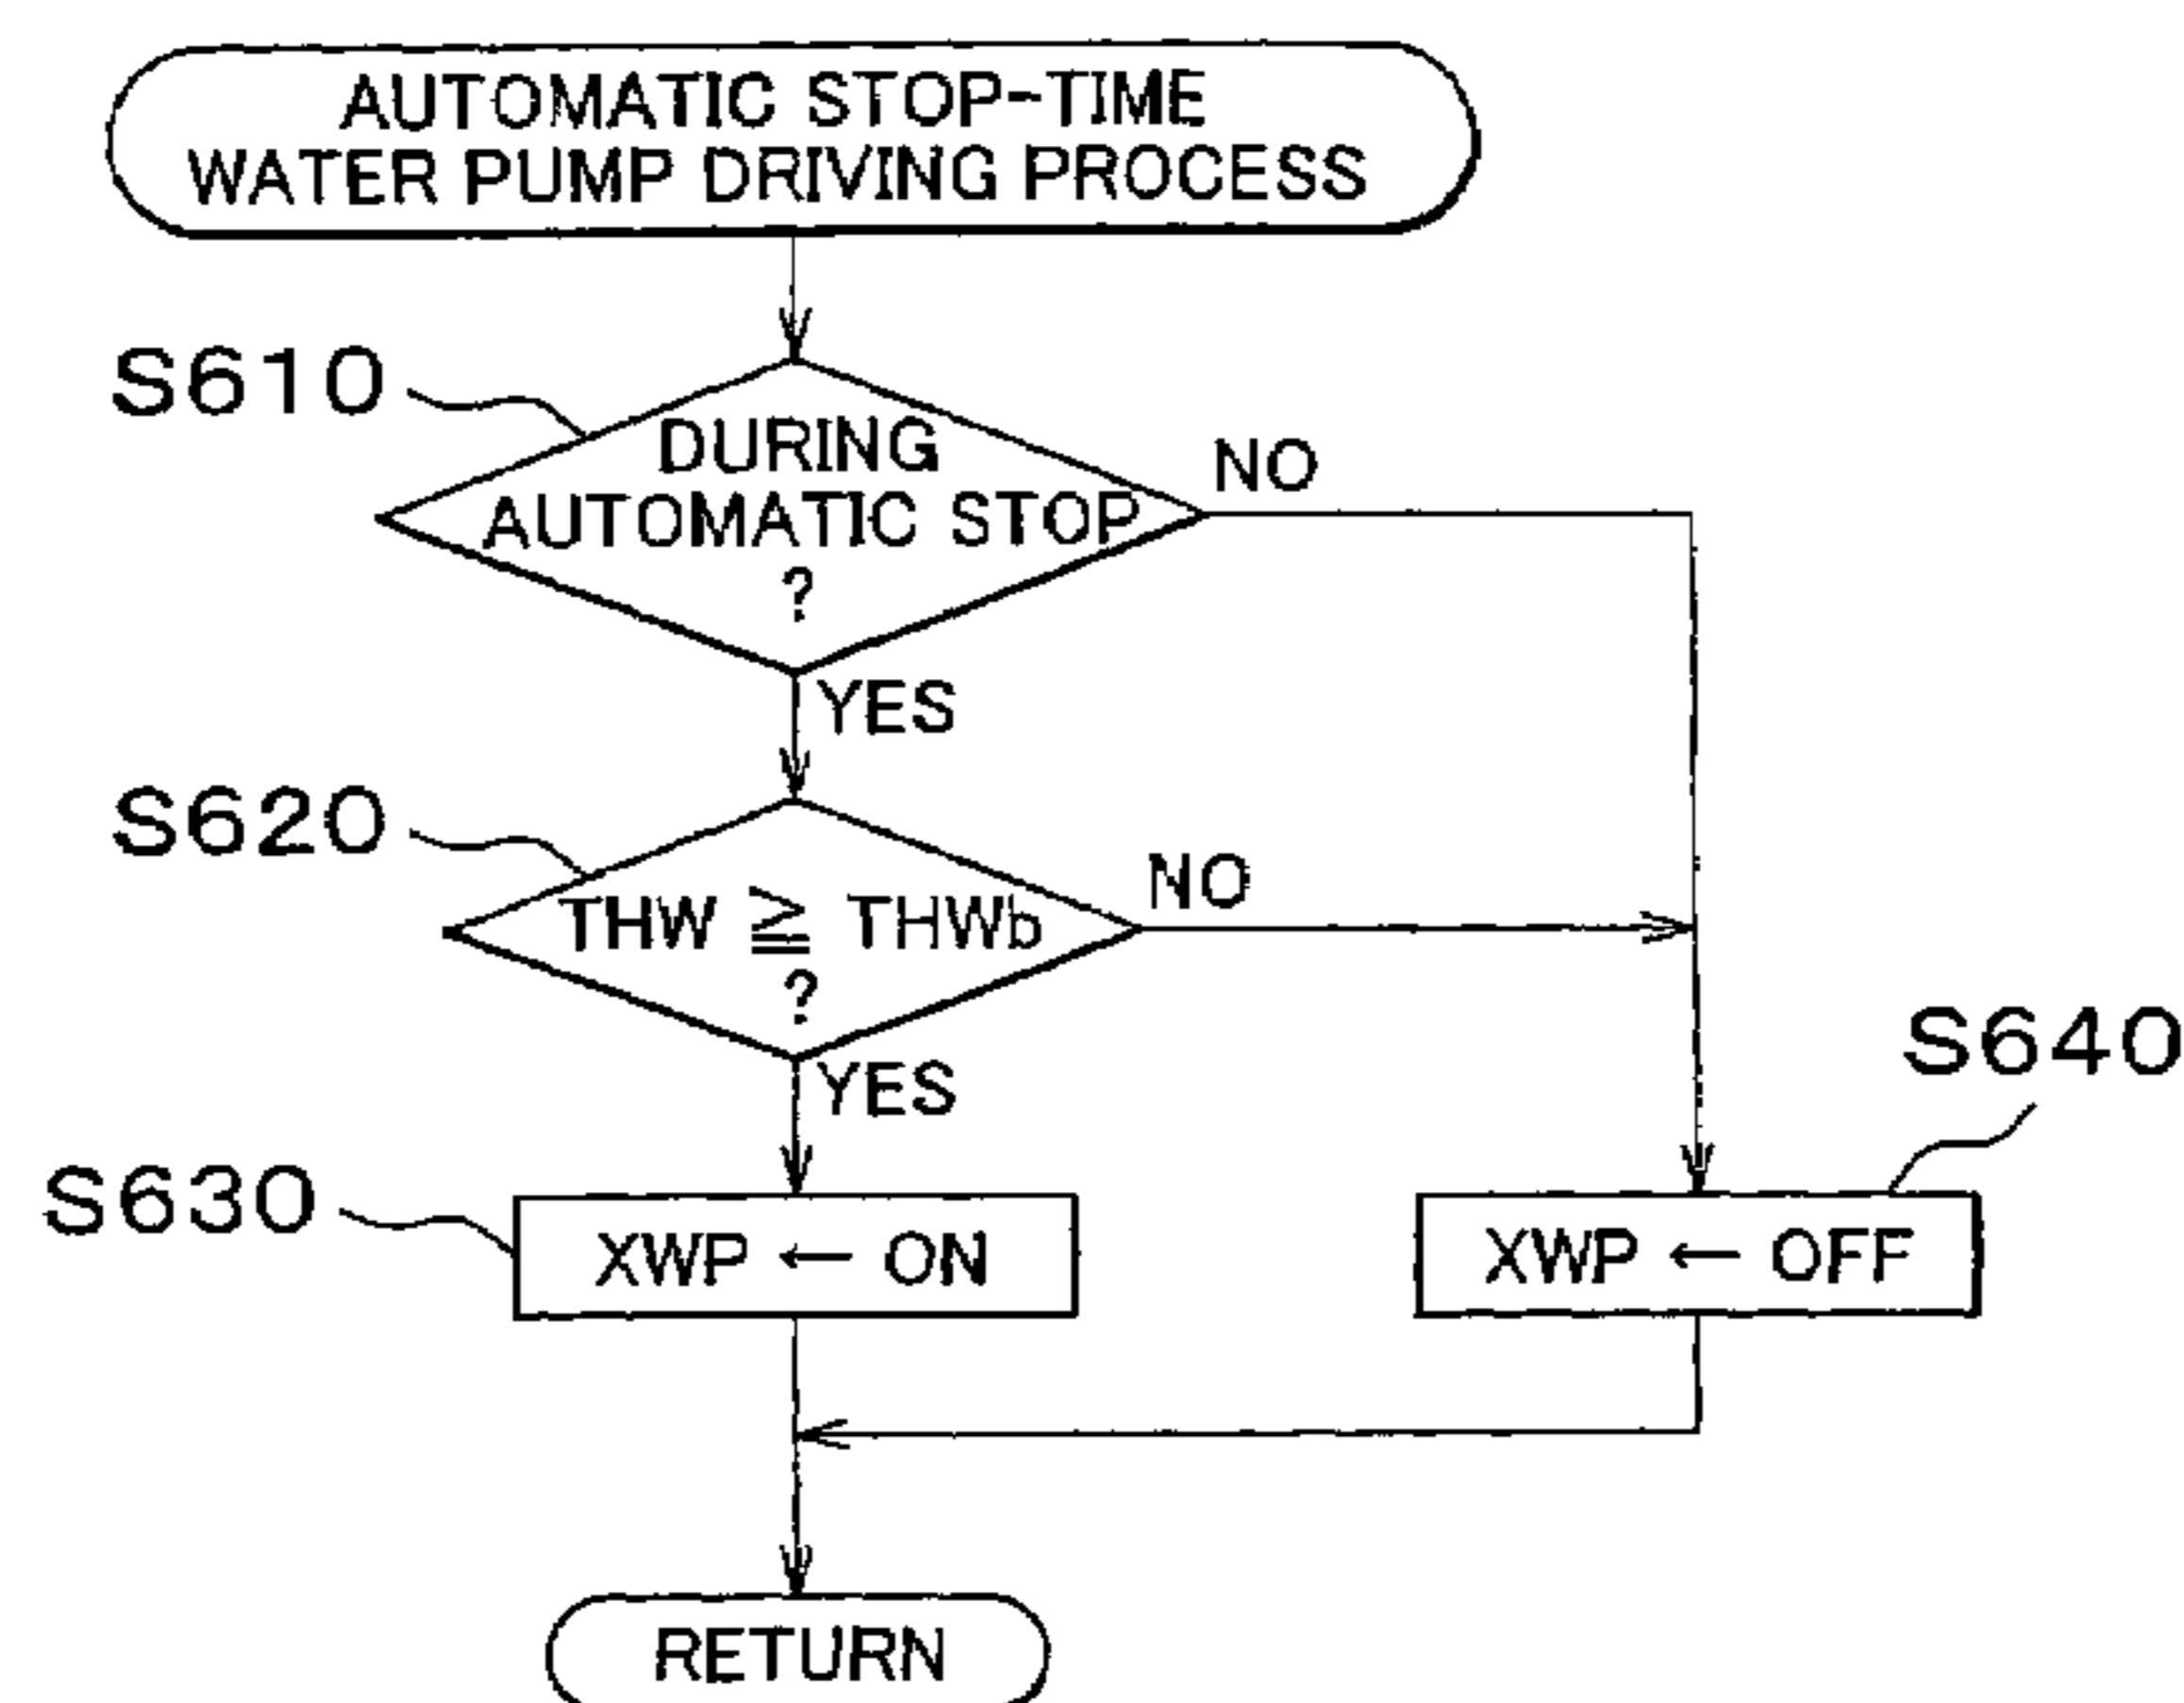 AUTOMATIC STOP-TIME
WATER PUMP DRIVING PROCESS
S610
DURING
AUTOMATIC STOP
?
NO
YES
S620
THW ≧ THWb
?
NO
YES
S630
XWP ← ON
S640
XWP ← OFF
RETURN